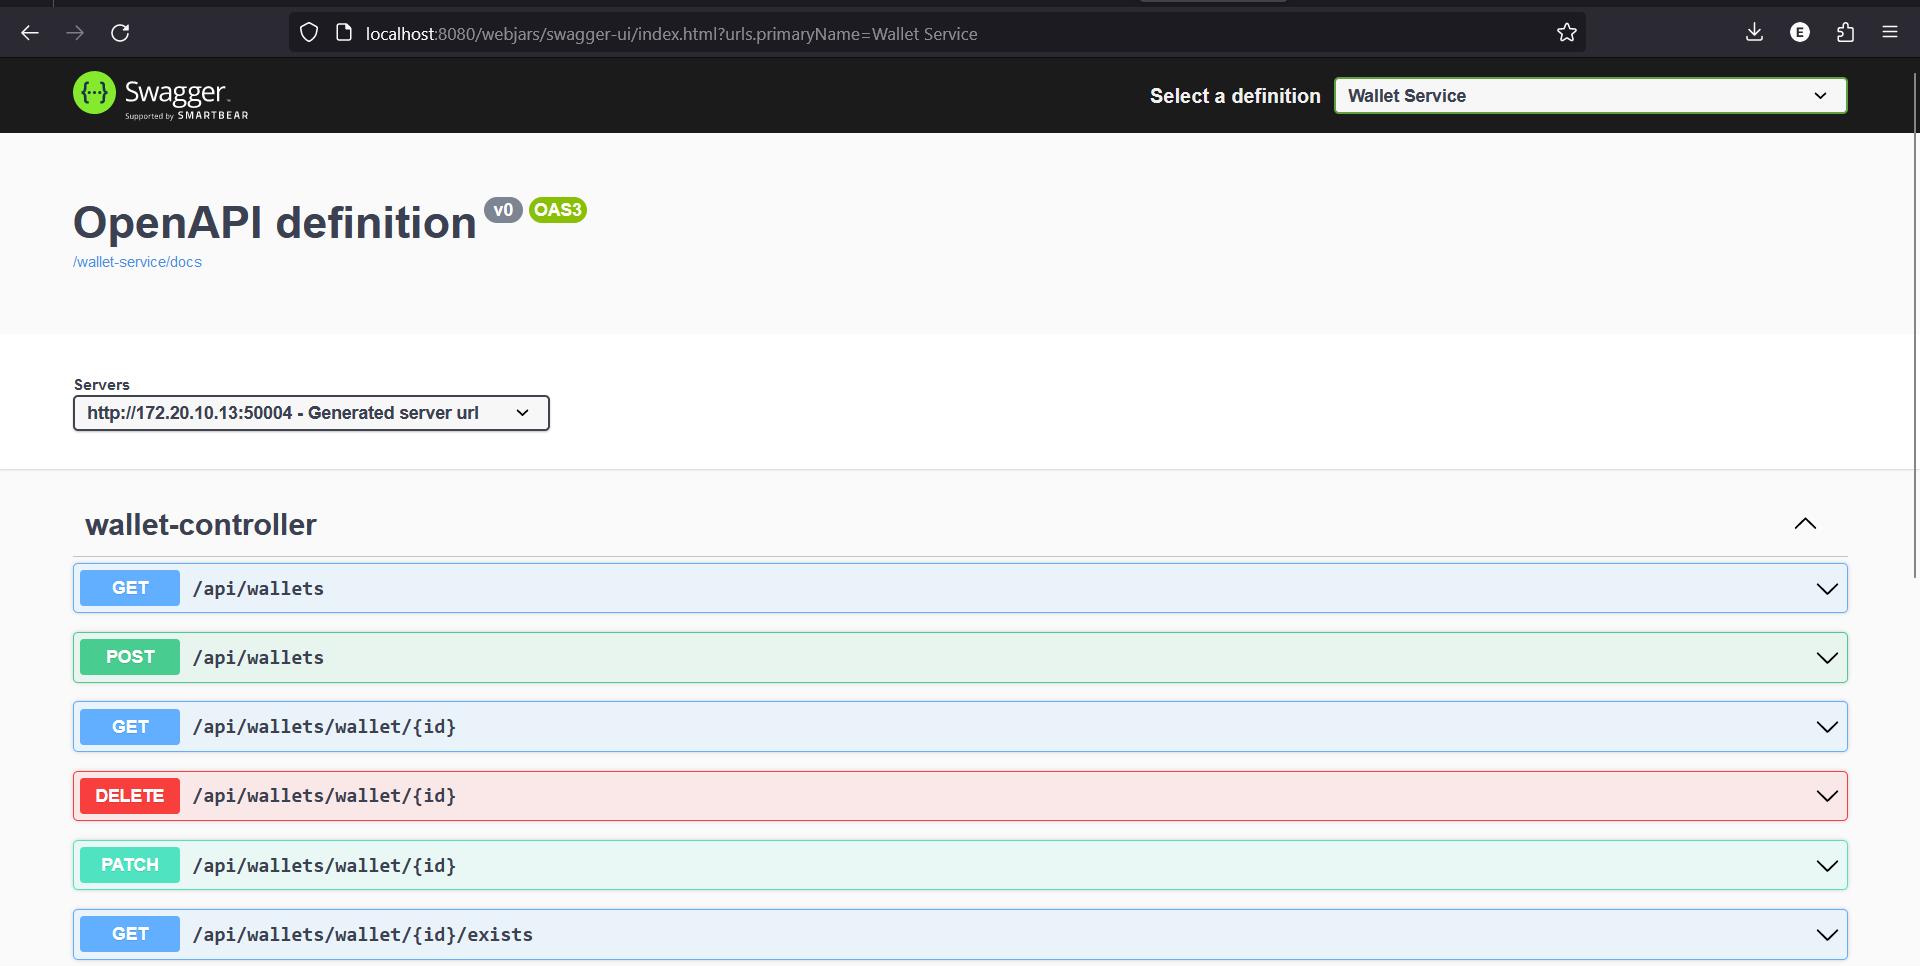 localhost:8080/webjars/swagger-ui/index.html?urls.primaryName=Wallet Service
E
{···} Swagger™
Supported by SMARTBEAR
Select a definition
Wallet Service
OpenAPI definition v0 OAS3
/wallet-service/docs
Servers
http://172.20.10.13:50004 - Generated server url
wallet-controller
GET /api/wallets
POST /api/wallets
GET /api/wallets/wallet/{id}
DELETE /api/wallets/wallet/{id}
PATCH /api/wallets/wallet/{id}
GET /api/wallets/wallet/{id}/exists